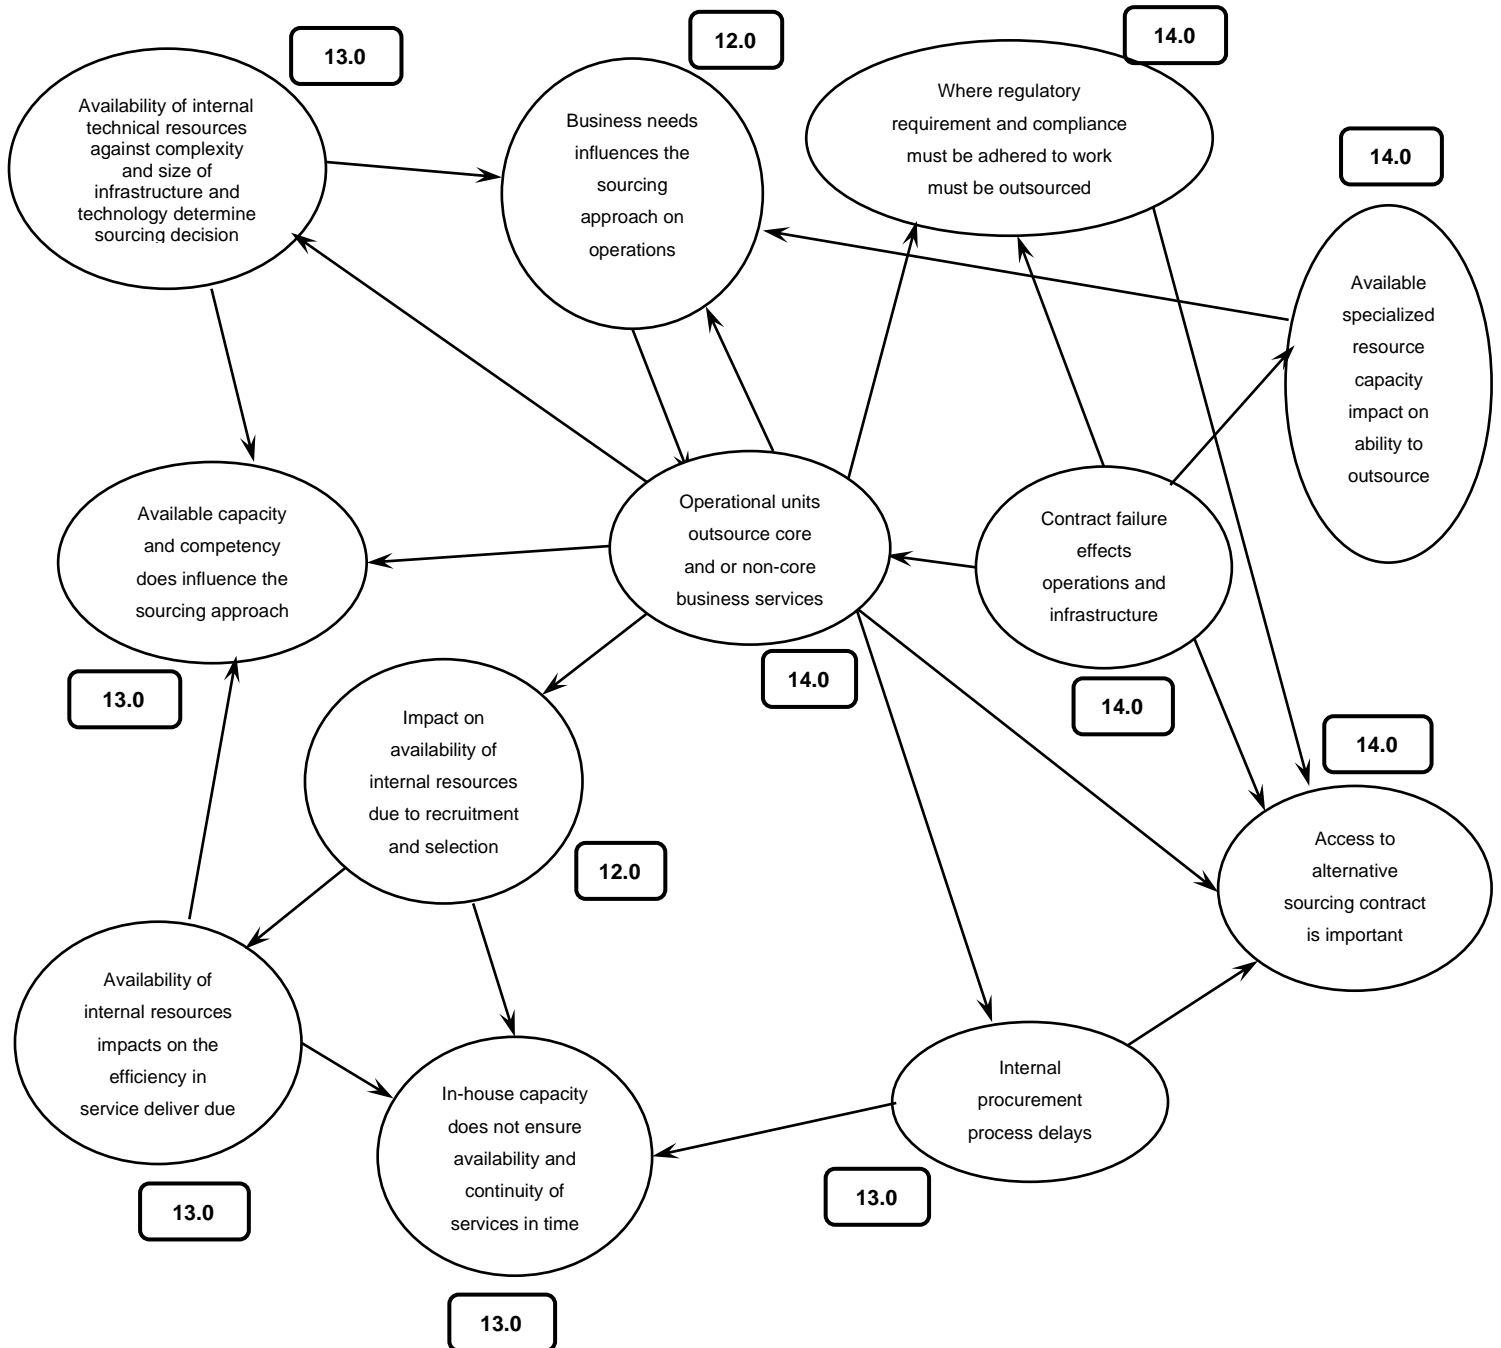 13.0
Availability of internal
technical resources
against complexity
and size of
infrastructure and
technology determine
sourcing decision
12.0
Business needs
influences the
sourcing
approach on
operations
14.0
Where regulatory
requirement and compliance
must be adhered to work
must be outsourced
14.0
Available
specialized
resource
capacity
impact on
ability to
outsource
Available capacity
and competency
does influence the
sourcing approach
13.0
Operational units
outsource core
and or non-core
business services
14.0
Contract failure
effects
operations and
infrastructure
14.0
14.0
Access to
alternative
sourcing contract
is important
Impact on
availability of
internal resources
due to recruitment
and selection
12.0
Availability of
internal resources
impacts on the
efficiency in
service deliver due
13.0
In-house capacity
does not ensure
availability and
continuity of
services in time
13.0
Internal
procurement
process delays
13.0